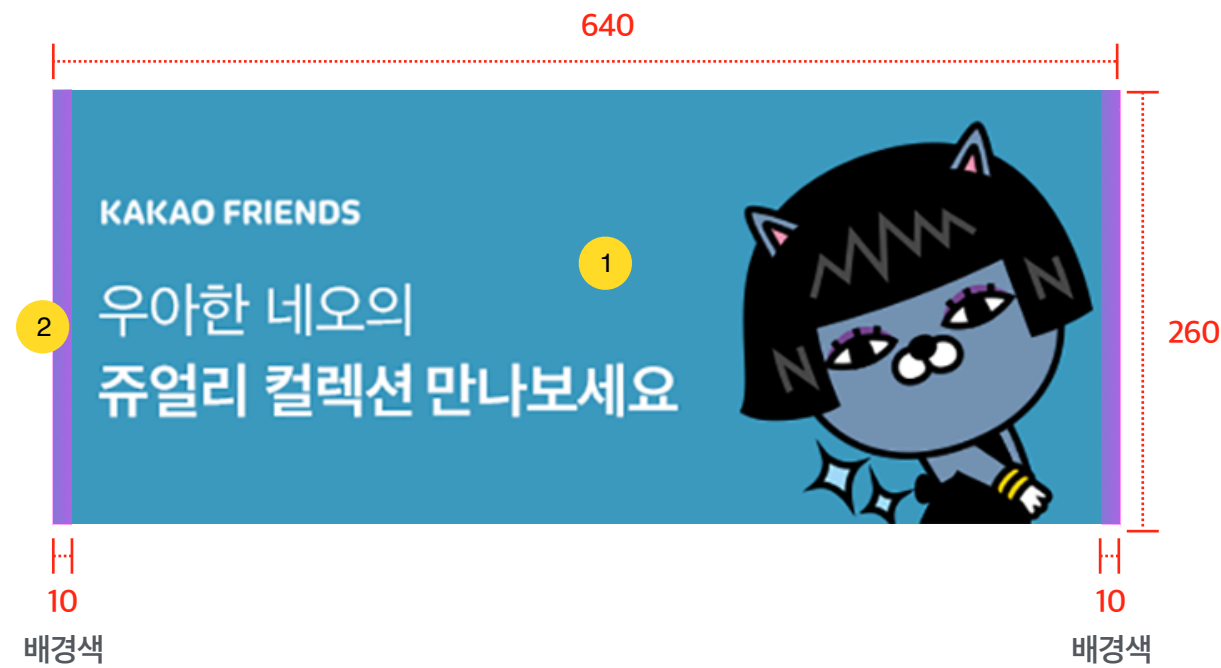 640
KAKAO FRIENDS
1
우아한 네오의
2
260
쥬얼리 컬렉션 만나보세요
N
N
10
10
배경색
배경색